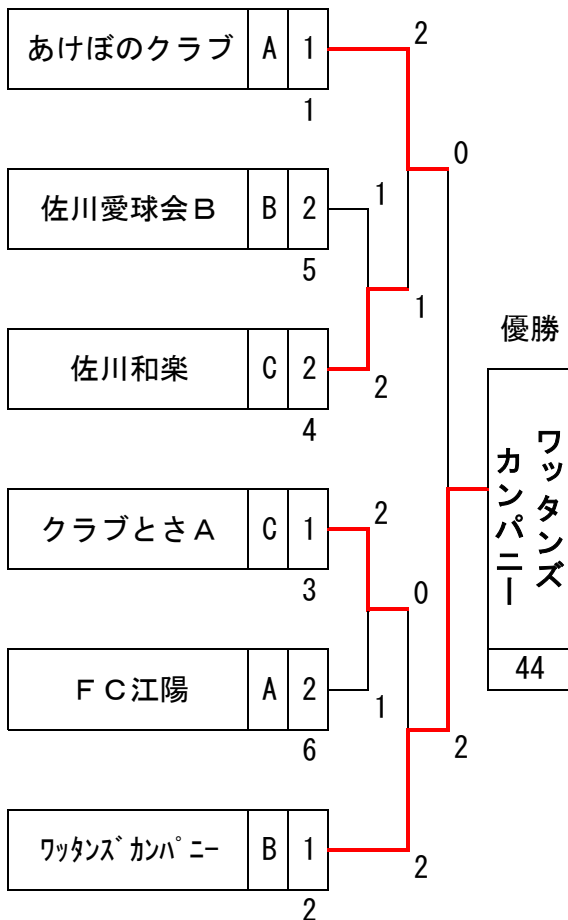 あけぼのクラブ A 1
1
2
0
佐川愛球会B B 2
5
1
1
佐川和楽 C 2
4
2
優勝
ワッタンズ
カンパニー
44
クラブとさA C 1
3
2
0
FC江陽 A 2
6
1
2
ワッタンズカンパニー B 1
2
2